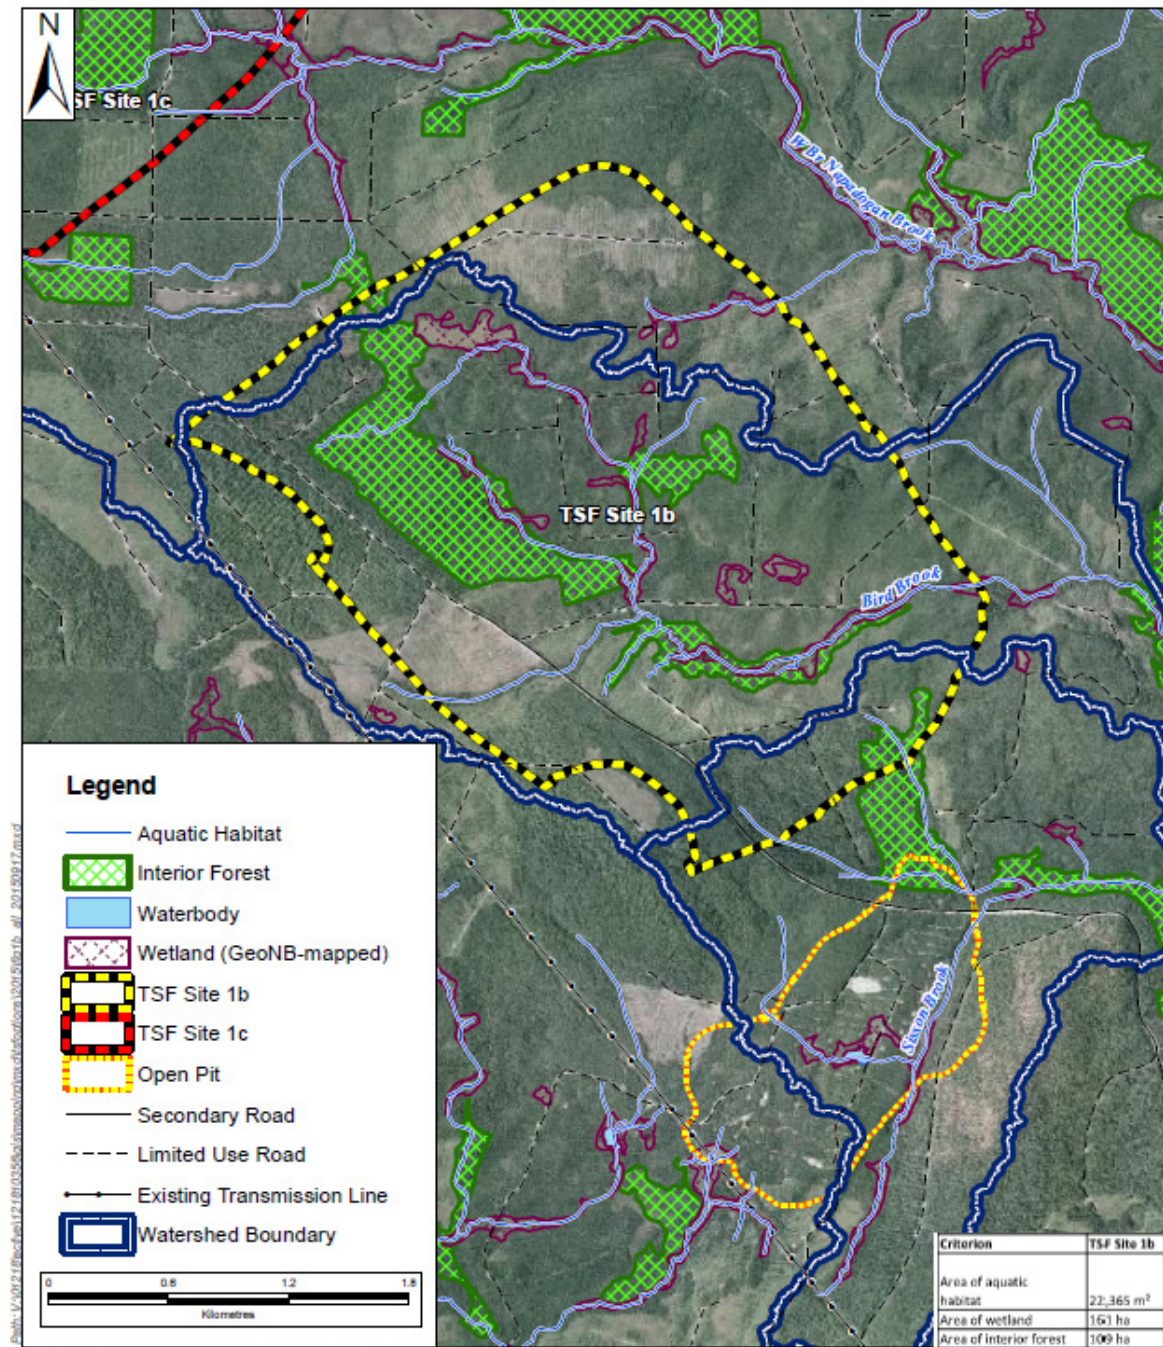 N
SF Site 1c
W Br Napadogan Brook
TSF Site 1b
Bird Brook
Sisson Brook
Legend
Aquatic Habitat
Interior Forest
Waterbody
Wetland (GeoNB-mapped)
TSF Site 1b
TSF Site 1c
Open Pit
Secondary Road
Limited Use Road
Existing Transmission Line
Watershed Boundary
0 0.6 1.2 1.8
Kilometres
Criterion TSF Site 1b
Area of aquatic
habitat 22,365 m²
Area of wetland ha
Area of interior forest ha